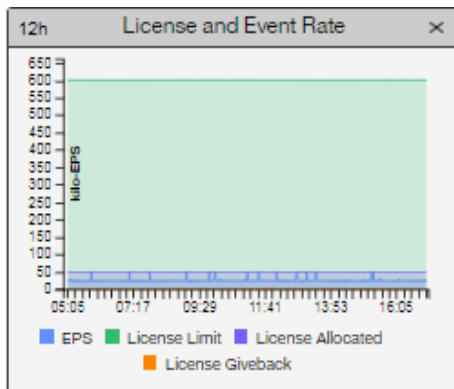 12h License and Event Rate ×
650
600
550
500
450
400
350
300
250
200
150
100
50
0
kilo-EPS
05:05 07:17 09:29 11:41 13:53 16:05
EPS License Limit License Allocated
License Giveback